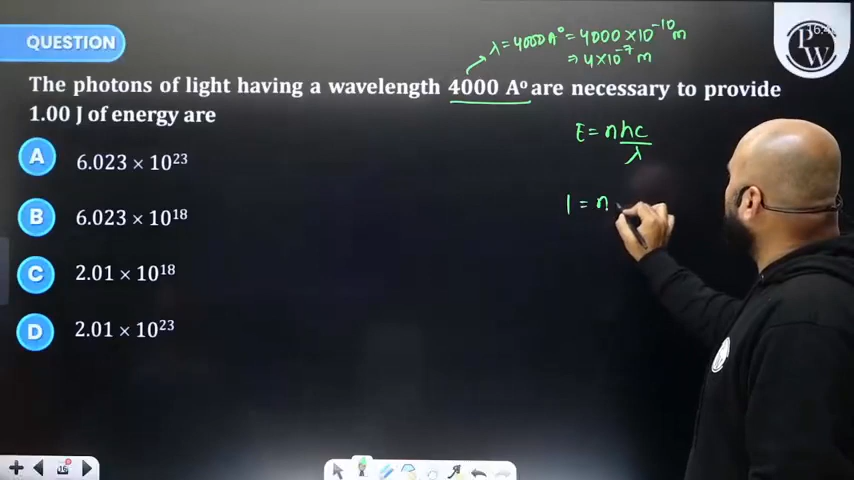 QUESTION
λ = 4000 A° = 4000 × 10⁻¹⁰ m
⇒ 4 × 10⁻⁷ m
The photons of light having a wavelength 4000 A⁰ are necessary to provide
1.00 J of energy are
A 6.023 × 10²³
B 6.023 × 10¹⁸
C 2.01 × 10¹⁸
D 2.01 × 10²³
E = nhc/λ
1 = n
P
W